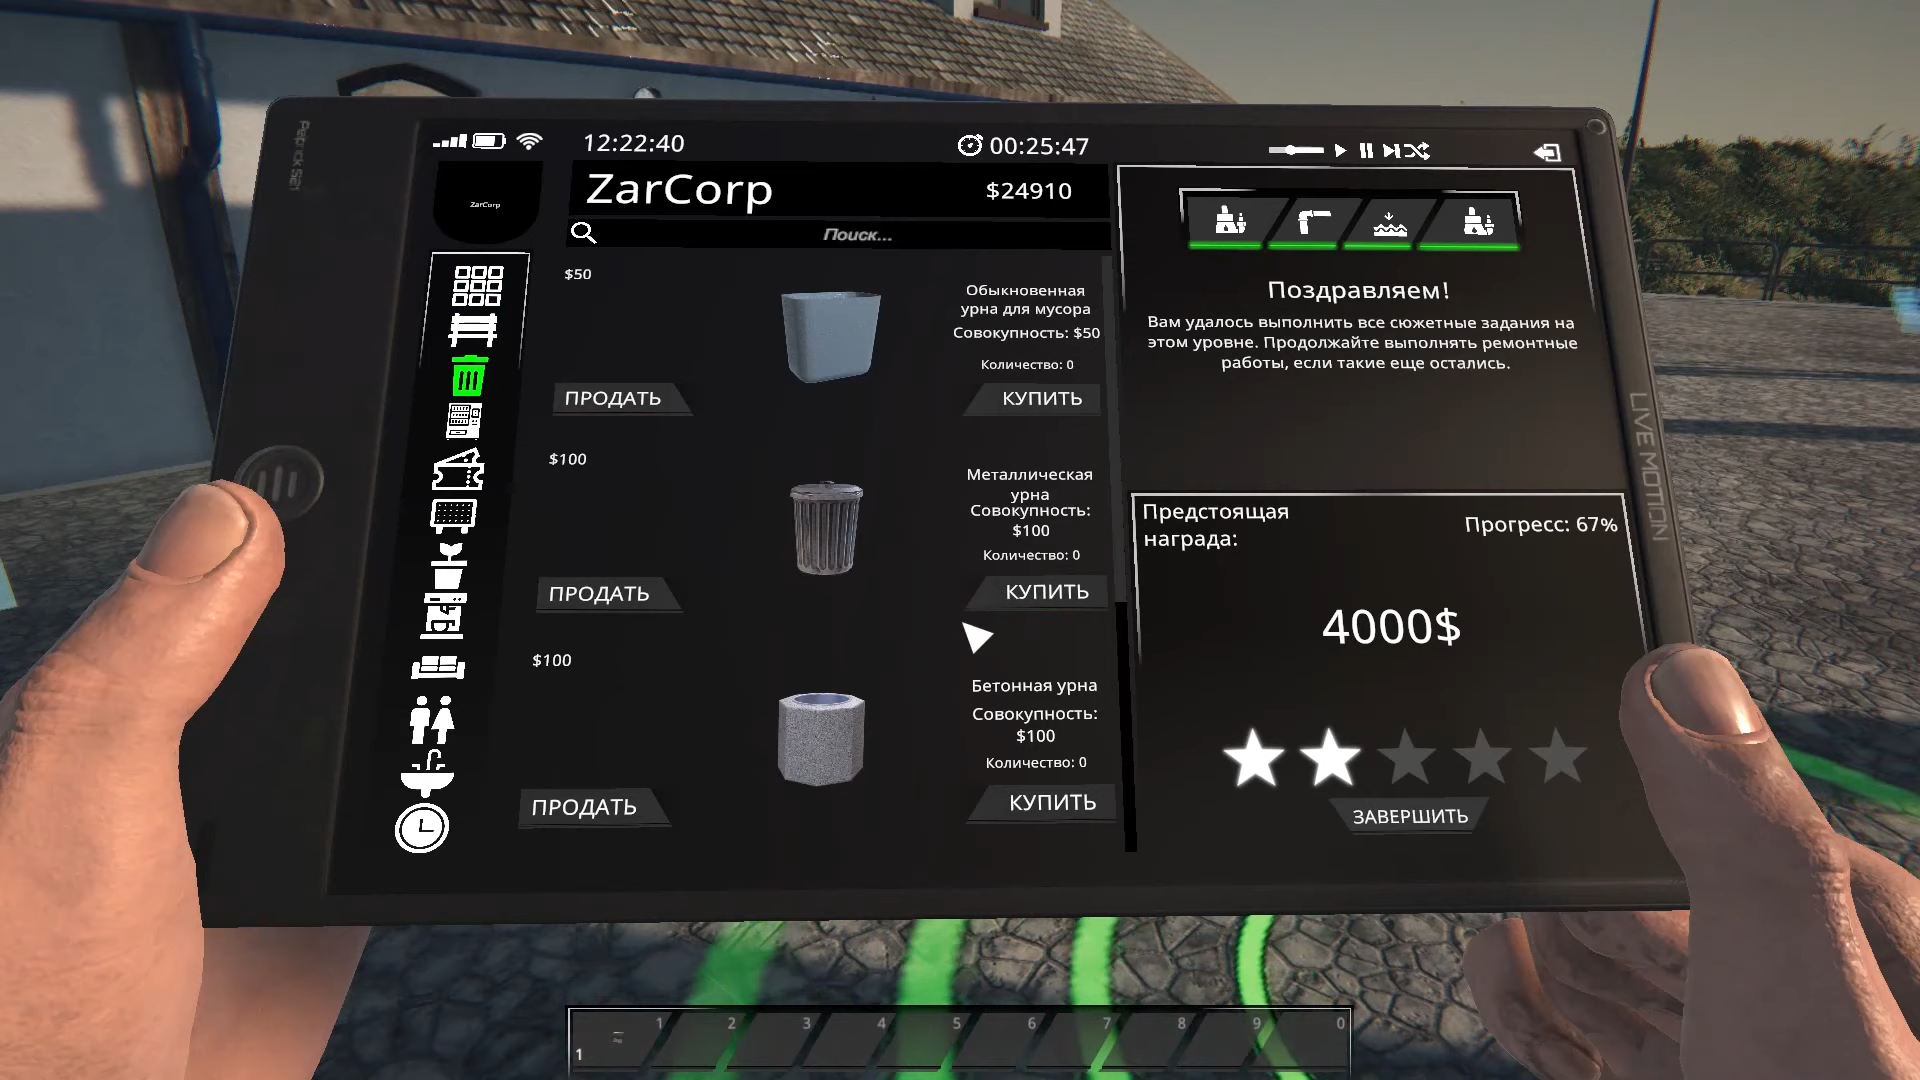 12:22:40
00:25:47
ZarCorp
ZarCorp
$24910
Поиск...
$50
Обыкновенная
урна для мусора
Совокупность: $50
Количество: 0
ПРОДАТЬ
КУПИТЬ
$100
Металлическая
урна
Совокупность:
$100
Количество: 0
ПРОДАТЬ
КУПИТЬ
$100
Бетонная урна
Совокупность:
$100
Количество: 0
ПРОДАТЬ
КУПИТЬ
Поздравляем!
Вам удалось выполнить все сюжетные задания на
этом уровне. Продолжайте выполнять ремонтные
работы, если такие еще остались.
Предстоящая
награда:
Прогресс: 67%
4000$
ЗАВЕРШИТЬ
LIVE MOTION
1 2 3 4 5 6 7 8 9 0
1